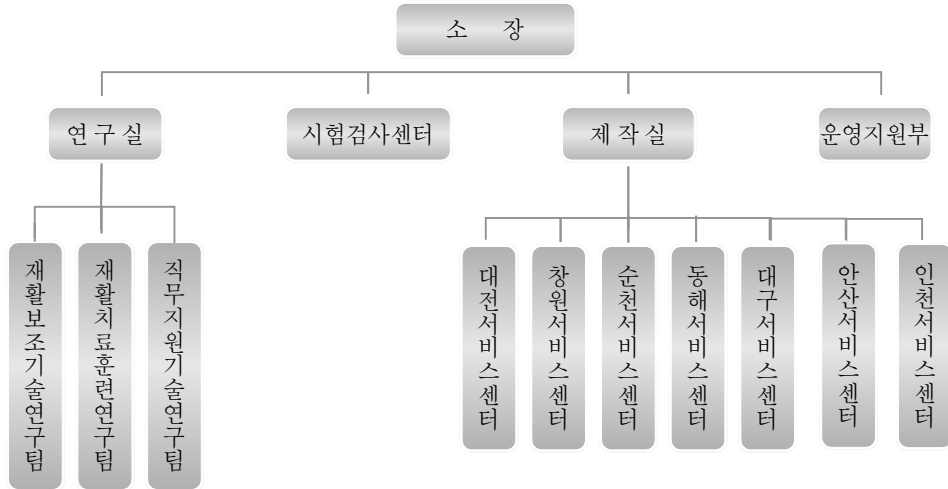 소 장
연 구 실
시험검사센터
제 작 실
운영지원부
재활보조기술연구팀
재활치료훈련연구팀
직무지원기술연구팀
대전서비스센터
창원서비스센터
순천서비스센터
동해서비스센터
대구서비스센터
안산서비스센터
인천서비스센터